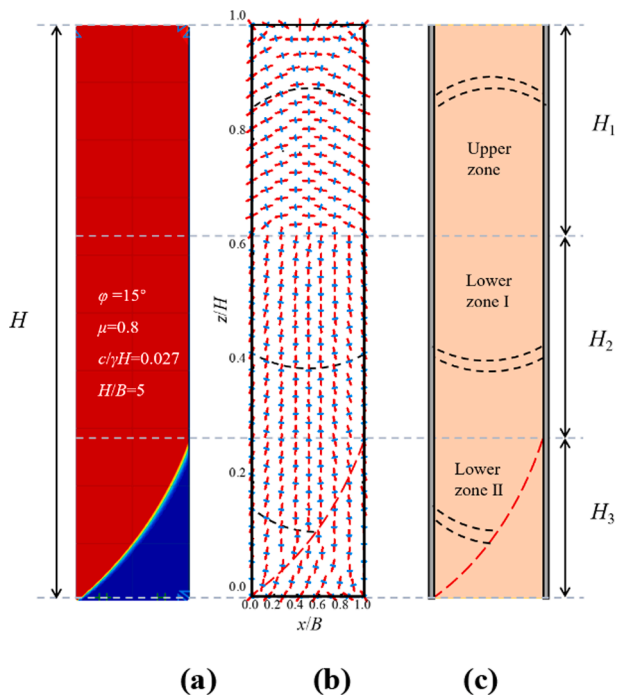 H
φ =15°
μ=0.8
c/γH=0.027
H/B=5
1.0
0.8
0.6
0.4
0.2
0.0
z/H
0.0 0.2 0.4 0.6 0.8 1.0
x/B
Upper
zone
Lower
zone I
Lower
zone II
H1
H2
H3
(a) (b) (c)